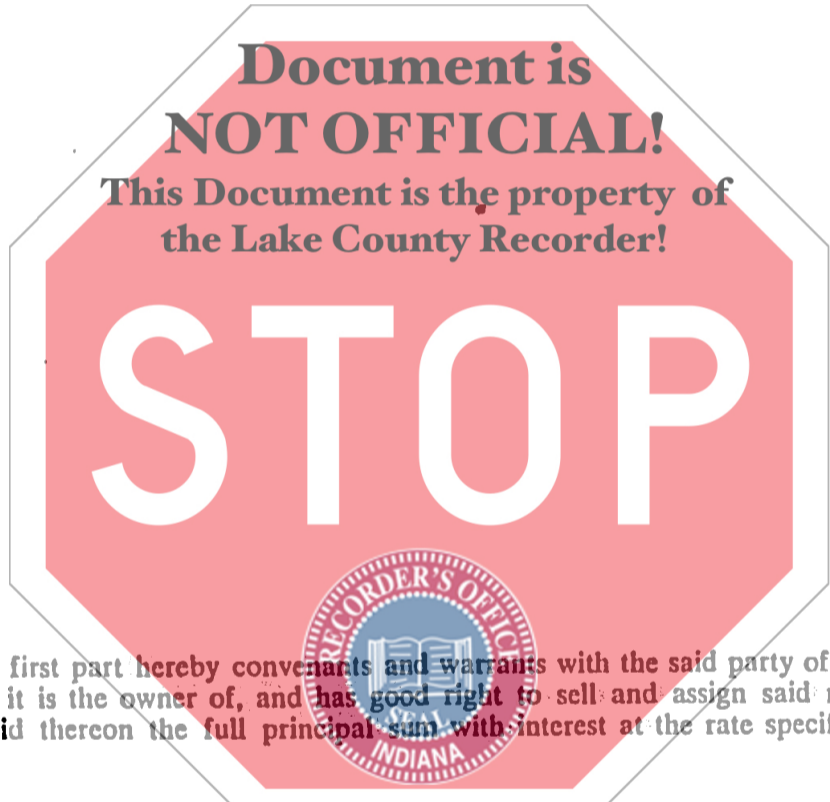 Document is
NOT OFFICIAL!
This Document is the property of
the Lake County Recorder!
STOP
RECORDER'S OFFICE
first part hereby convenants and warrants with the said party of
it is the owner of, and has good right to sell and assign said
thereon the full principal sum with interest at the rate
SEAL
INDIANA